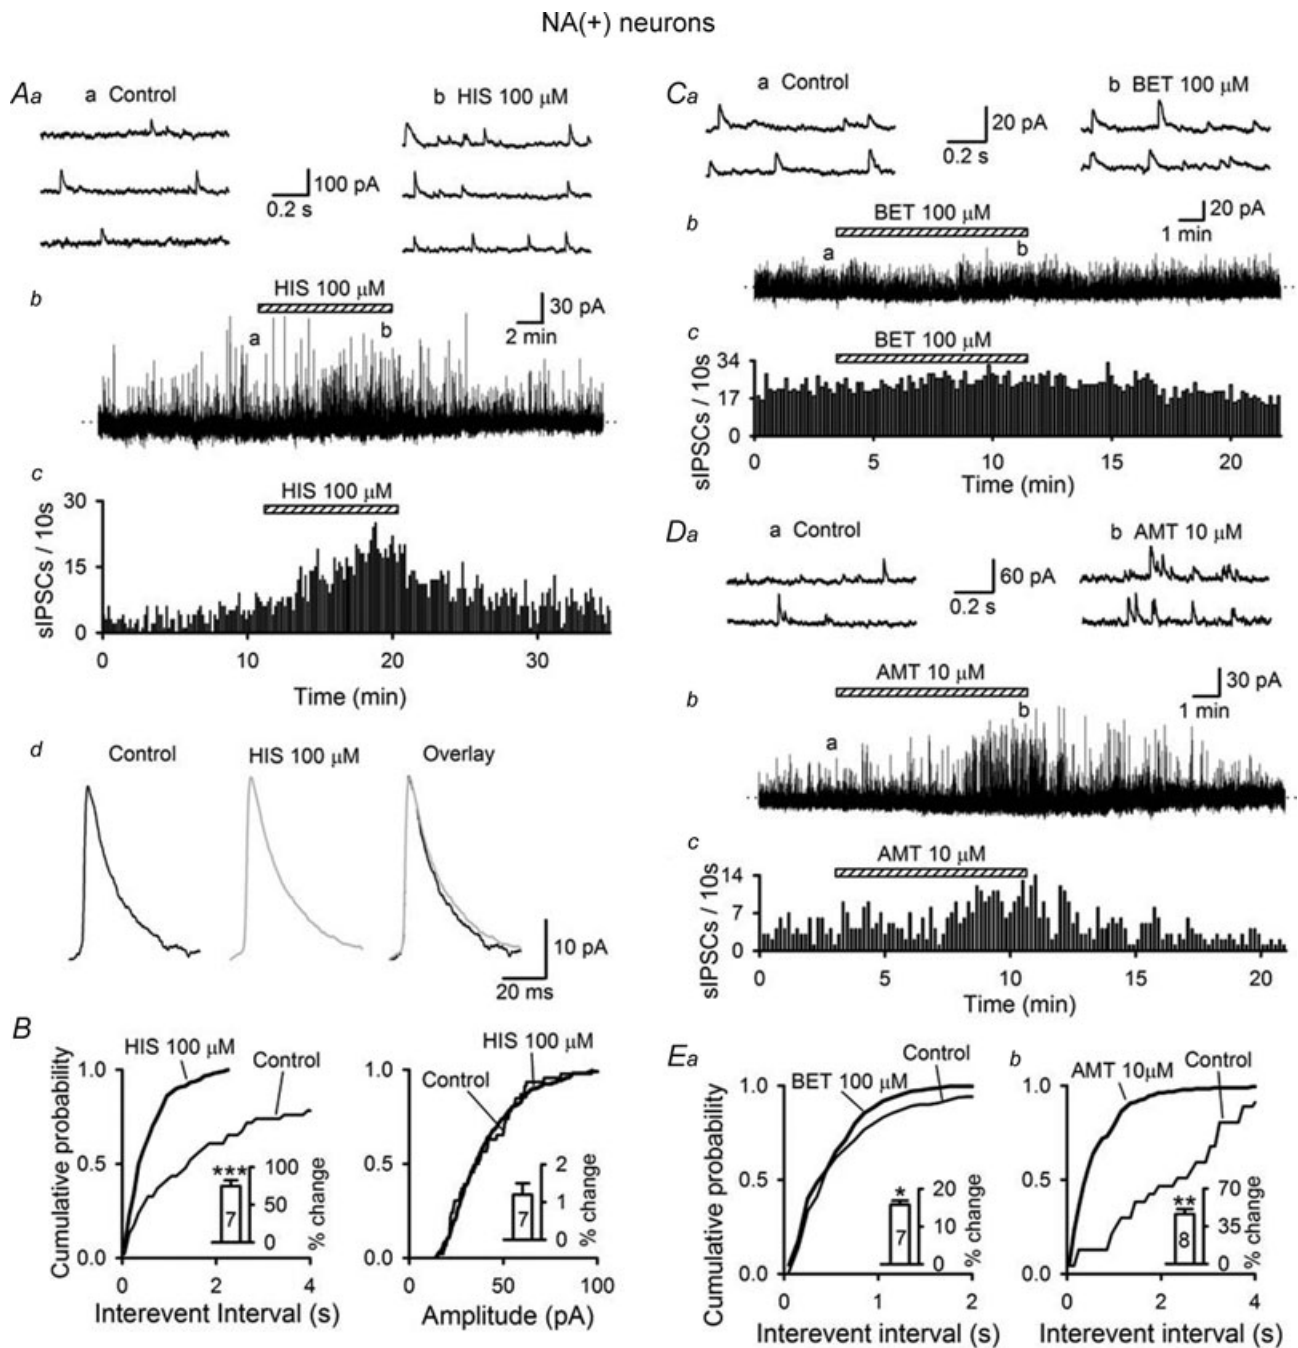 NA(+) neurons
Aa
a Control
b HIS 100 µM
100 pA
0.2 s
b
HIS 100 µM
a
b
30 pA
2 min
c
HIS 100 µM
30
15
0
sIPSCs / 10s
0 10 20 30
Time (min)
d
Control
HIS 100 µM
Overlay
10 pA
20 ms
B
HIS 100 µM
Control
1.0
0.5
0.0
Cumulative probability
***
7
100
50
0
% change
0 2 4
Interevent Interval (s)
HIS 100 µM
Control
1.0
0.5
0.0
7
2
1
0
% change
0 50 100
Amplitude (pA)
Ca
a Control
b BET 100 µM
20 pA
0.2 s
b
BET 100 µM
a
b
20 pA
1 min
c
BET 100 µM
34
17
0
sIPSCs / 10s
0 5 10 15 20
Time (min)
Da
a Control
b AMT 10 µM
60 pA
0.2 s
b
AMT 10 µM
a
b
30 pA
1 min
c
AMT 10 µM
14
7
0
sIPSCs / 10s
0 5 10 15 20
Time (min)
Ea
Control
BET 100 µM
1.0
0.5
0.0
Cumulative probability
*
7
20
10
0
% change
0 1 2
Interevent interval (s)
b
Control
AMT 10µM
1.0
0.5
0.0
**
8
70
35
0
% change
0 2 4
Interevent interval (s)